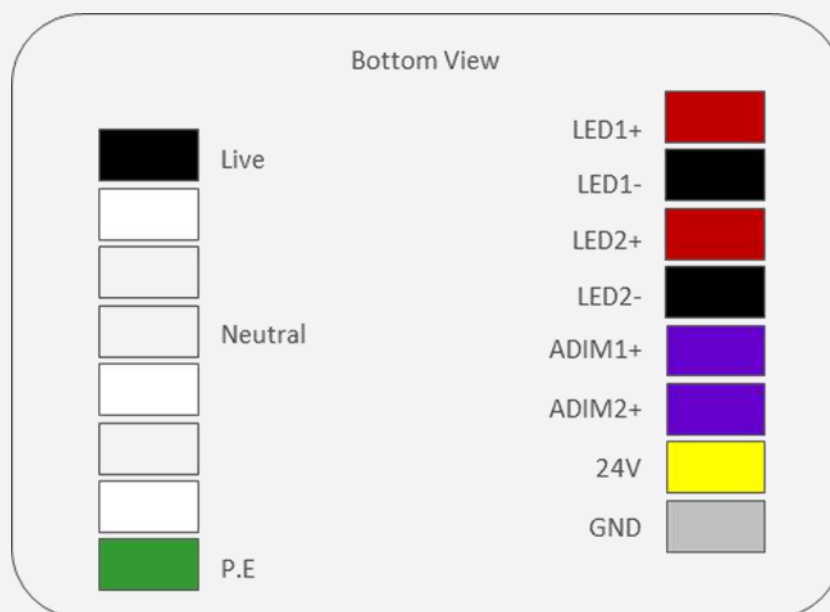 Bottom View
Live
Neutral
P.E
LED1+
LED1-
LED2+
LED2-
ADIM1+
ADIM2+
24V
GND